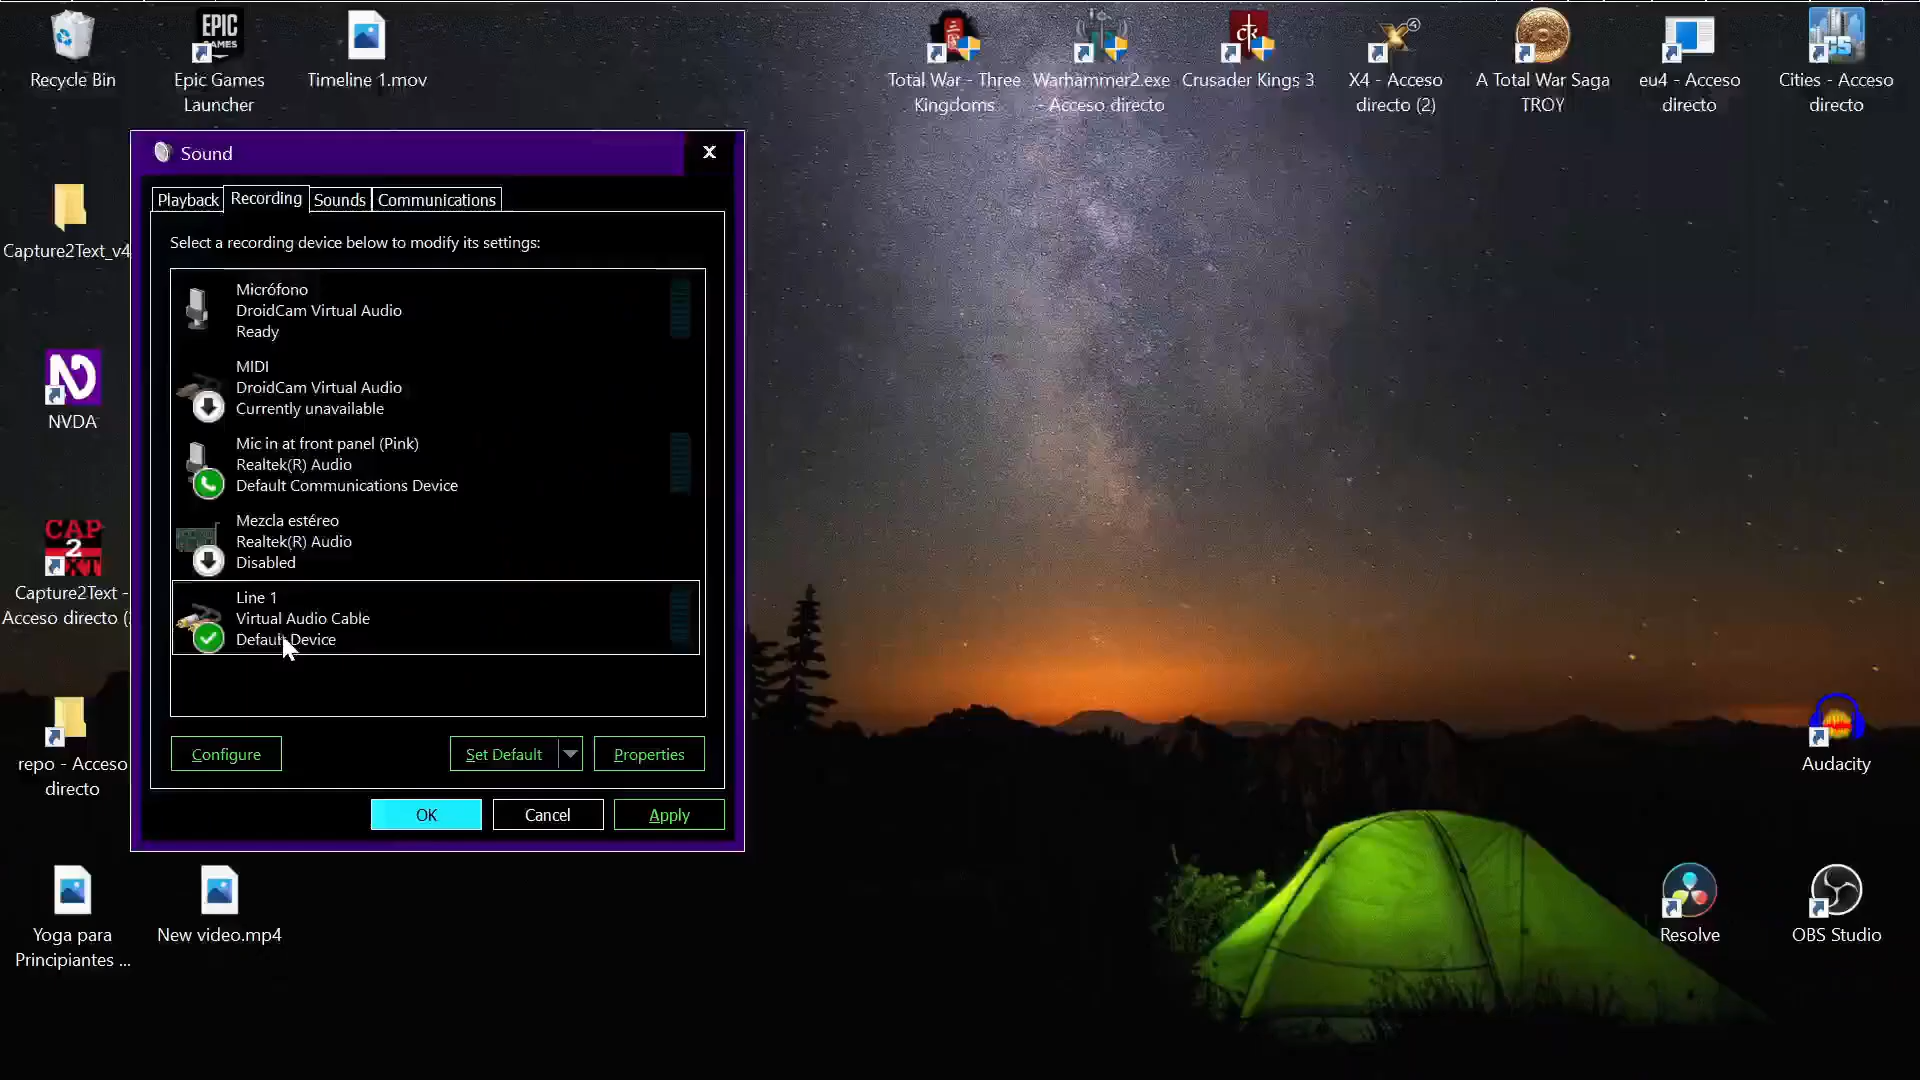 Recycle Bin
EPIC
GAMES
Epic Games
Launcher
Timeline 1.mov
Total War - Three
Kingdoms
Warhammer2.exe
- Acceso directo
Crusader Kings 3
X4 - Acceso
directo (2)
A Total War Saga
TROY
eu4 - Acceso
directo
CS
Cities - Acceso
directo
Capture2Text_v4
NVDA
CAP
2
TXT
Capture2Text -
Acceso directo (
repo - Acceso
directo
Yoga para
Principiantes ...
New video.mp4
Sound
Playback
Recording
Sounds
Communications
Select a recording device below to modify its settings:
Micrófono
DroidCam Virtual Audio
Ready
MIDI
DroidCam Virtual Audio
Currently unavailable
Mic in at front panel (Pink)
Realtek(R) Audio
Default Communications Device
Mezcla estéreo
Realtek(R) Audio
Disabled
Line 1
Virtual Audio Cable
Default Device
Configure
Set Default
Properties
OK
Cancel
Apply
Audacity
Resolve
OBS Studio